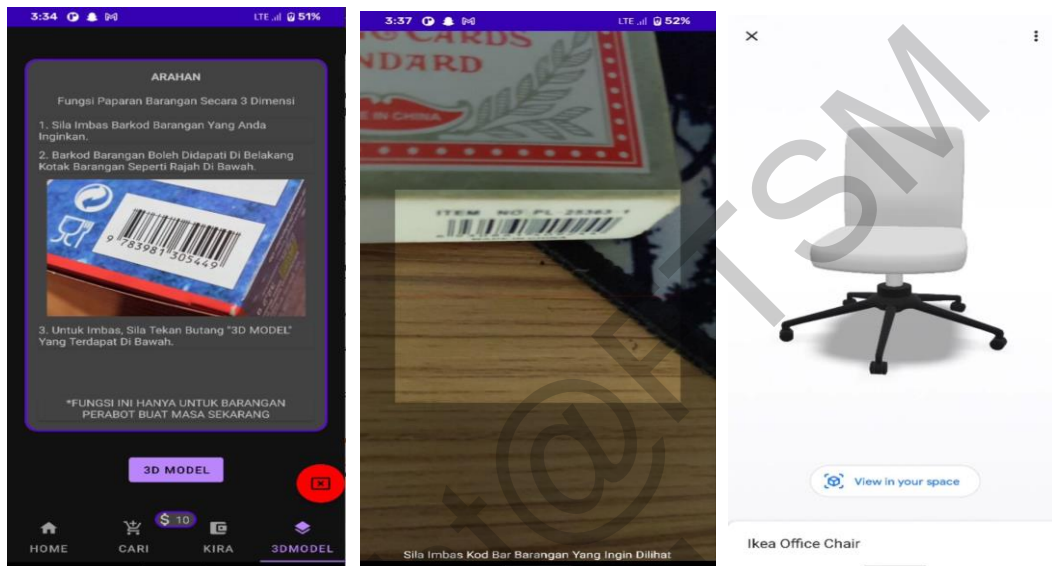 3:34
LTE
51%
ARAHAN
Fungsi Paparan Barangan Secara 3 Dimensi
1. Sila Imbas Barkod Barangan Yang Anda
Inginkan.
2. Barkod Barangan Boleh Didapati Di Belakang
Kotak Barangan Seperti Rajah Di Bawah.
9 783981 305449
3. Untuk Imbas, Sila Tekan Butang "3D MODEL"
Yang Terdapat Di Bawah.
*FUNGSI INI HANYA UNTUK BARANGAN
PERABOT BUAT MASA SEKARANG
3D MODEL
$ 10
HOME
CARI
KIRA
3DMODEL
3:37
LTE
52%
CARDS
NDARD
E IN CHINA
ITEM NO: PL-25363-1
Sila Imbas Kod Bar Barangan Yang Ingin Dilihat
View in your space
Ikea Office Chair
t@FTSM